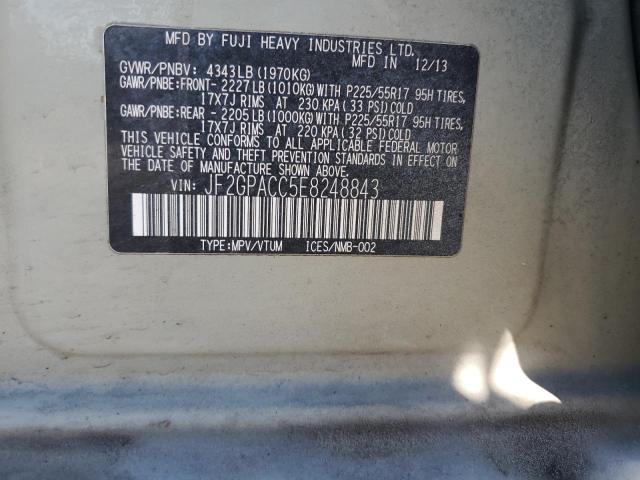 MFD BY FUJI HEAVY INDUSTRIES LTD.
MFD IN 12/13
GVWR/PNBV: 4343LB (1970KG)
GAWR/PNBE:FRONT- 2227LB(1010KG)WITH P225/55R17 95H TIRES,
17X7J RIMS AT 230 KPA ( 33 PSI) COLD
GAWR/PNBE:REAR - 2205LB(1000KG)WITH P225/55R17 95H TIRES,
17X7J RIMS AT 220 KPA ( 32 PSI) COLD
THIS VEHICLE CONFORMS TO ALL APPLICABLE FEDERAL MOTOR
VEHICLE SAFETY AND THEFT PREVENTION STANDARDS IN EFFECT ON
THE DATE OF MANUFACTURE SHOWN ABOVE.
VIN: JF2GPACC5E8248843
TYPE:MPV/VTUM ICES/NMB-002